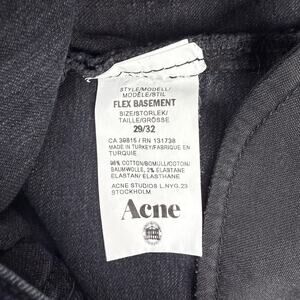 STYLE/MODELL/
MODÈLE/STIL
FLEX BASEMENT
SIZE/STORLEK/
TAILLE/GRÖSSE
29/32
CA 39815 / RN 131738
MADE IN TURKEY/FABRIQUE EN
TURQUIE
98% COTTON/BOMULL/COTON/
BAUMWOLLE, 2% ELASTANE
ELASTAN/ELASTHANE
ACNE STUDIOS L.NYG.23
STOCKHOLM
Acne